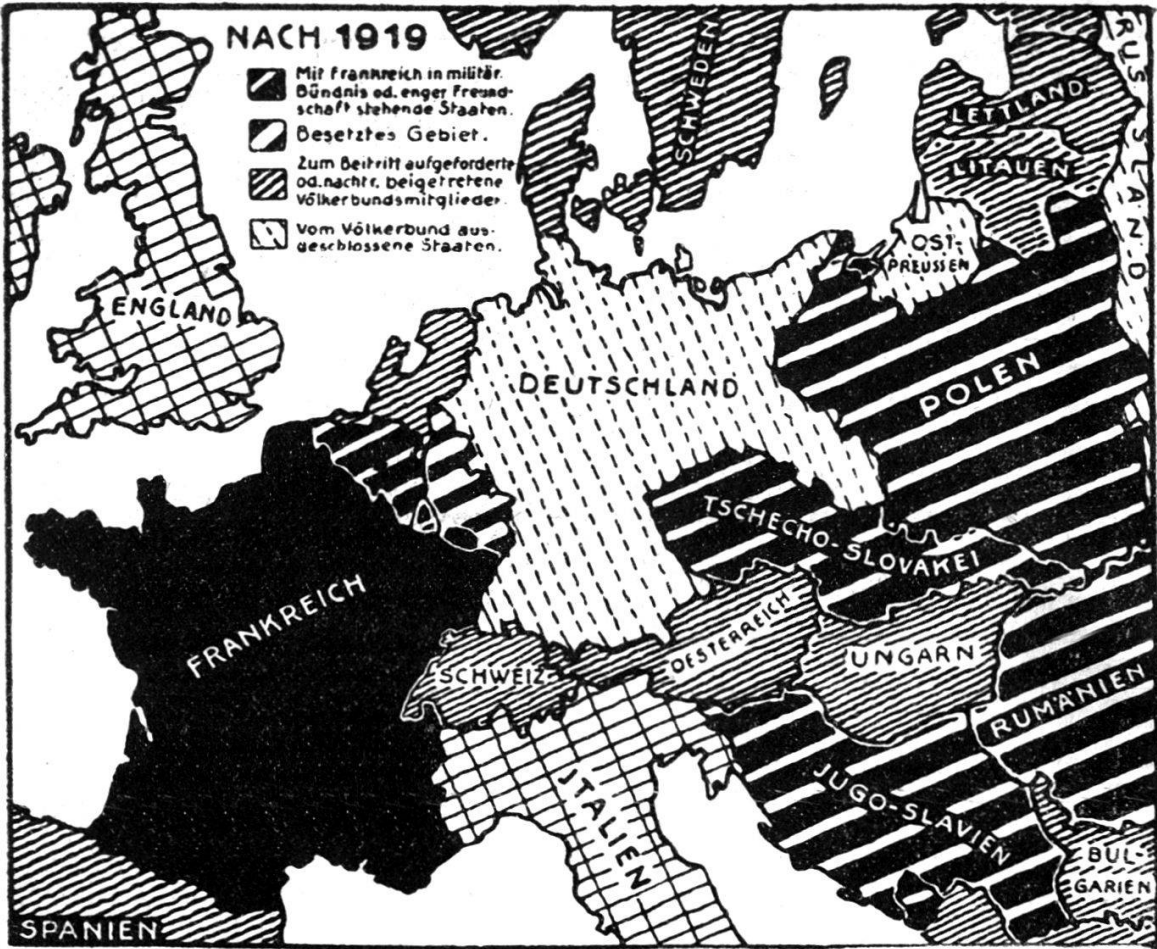 NACH 1919
Mit Frankreich in militär.
Bündnis od. enger Freund-
schaft stehende Staaten.
Besetztes Gebiet.
Zum Beitritt aufgeforderte
od. nachtr. beigetretene
Völkerbundsmitglieder.
Vom Völkerbund aus-
geschlossene Staaten.
SCHWEDEN
RUSSLAND
LETTLAND
LITAUEN
OST-
PREUSSEN
ENGLAND
DEUTSCHLAND
POLEN
TSCHECHO-SLOVAKEI
FRANKREICH
SCHWEIZ
OESTERREICH
UNGARN
RUMÄNIEN
JTALIEN
JUGO-SLAVIEN
BUL-
GARIEN
SPANIEN